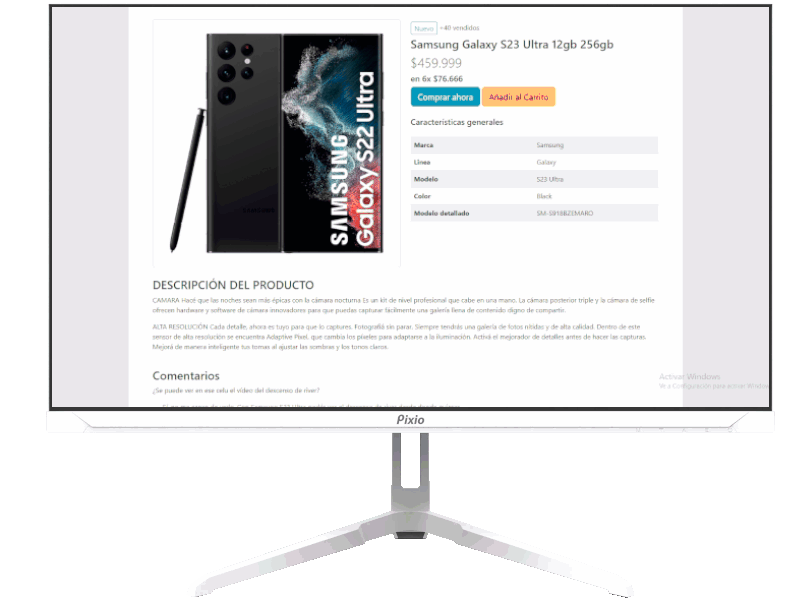 Nuevo +40 vendidos
Samsung Galaxy S23 Ultra 12gb 256gb
$459.999
en 6x $76.666
Comprar ahora Añadir al Carrito
Características generales
Marca Samsung
Linea Galaxy
Modelo S23 Ultra
Color Black
Modelo detallado SM-S918BZEMARO
SAMSUNG
Galaxy S22 Ultra
SAMSUNG
DESCRIPCIÓN DEL PRODUCTO
CAMARA Hacé que las noches sean más épicas con la cámara nocturna Es un kit de nivel profesional que cabe en una mano. La cámara posterior triple y la cámara de selfie
ofrecen hardware y software de cámara innovadores para que puedas capturar fácilmente una galería llena de contenido digno de compartir.
ALTA RESOLUCIÓN Cada detalle, ahora es tuyo para que lo captures. Fotografiá sin parar. Siempre tendrás una galería de fotos nítidas y de alta calidad. Dentro de este
sensor de alta resolución se encuentra Adaptive Pixel, que cambia los píxeles para adaptarse a la iluminación. Activá el mejorador de detalles antes de hacer las capturas.
Mejorá de manera inteligente tus tomas al ajustar las sombras y los tonos claros.
Comentarios
¿Se puede ver en ese celu el vídeo del descenso de river?
Activar Windows
Ve a Configuración para activar Windows
Pixio